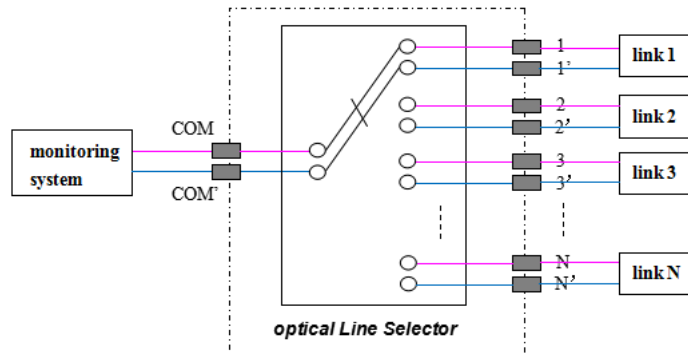 1
link 1
1’
2
link 2
2’
COM
monitoring
system
3
link 3
3’
COM’
N
link N
N’
optical Line Selector